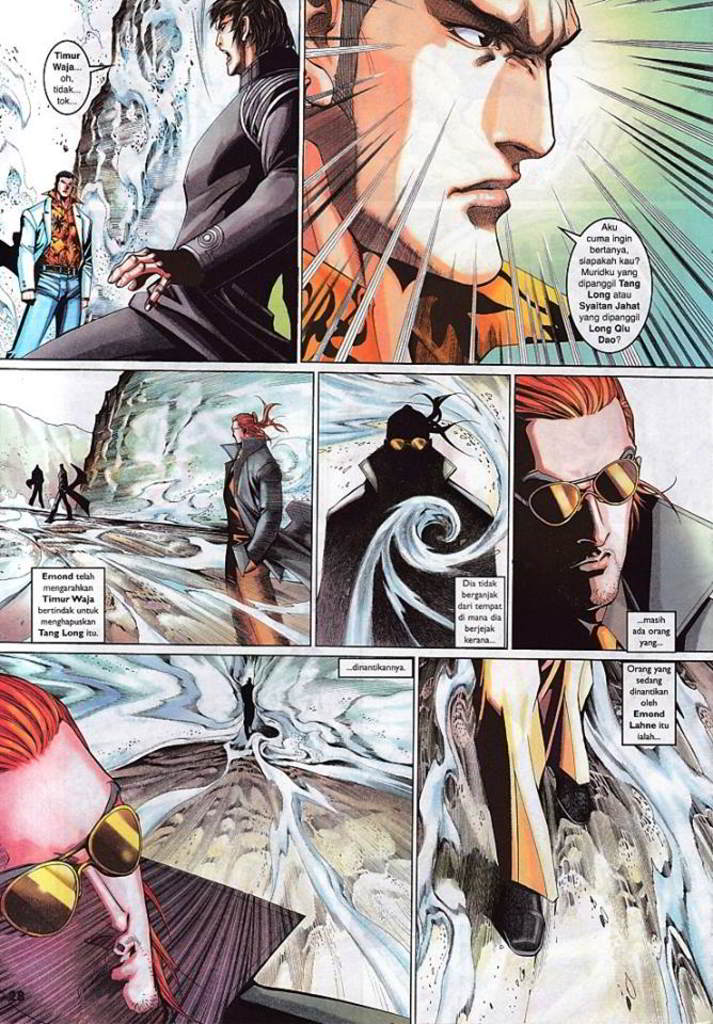 Timur
Waja...
oh,
tidak...
tok...
Aku
cuma ingin
bertanya,
siapakah kau?
Muridku yang
dipanggil Tang
Long atau
Syaitan Jahat
yang dipanggil
Long Qiu
Dao?
Emond telah
mengarahkan
Timur Waja
bertindak untuk
menghapuskan
Tang Long itu.
Dia tidak
berganjak
dari tempat
di mana dia
berjejak
kerana...
...masih
ada orang
yang...
...dinantikannya.
Orang yang
sedang
dinantikan
oleh
Emond
Lahne itu
ialah...
28